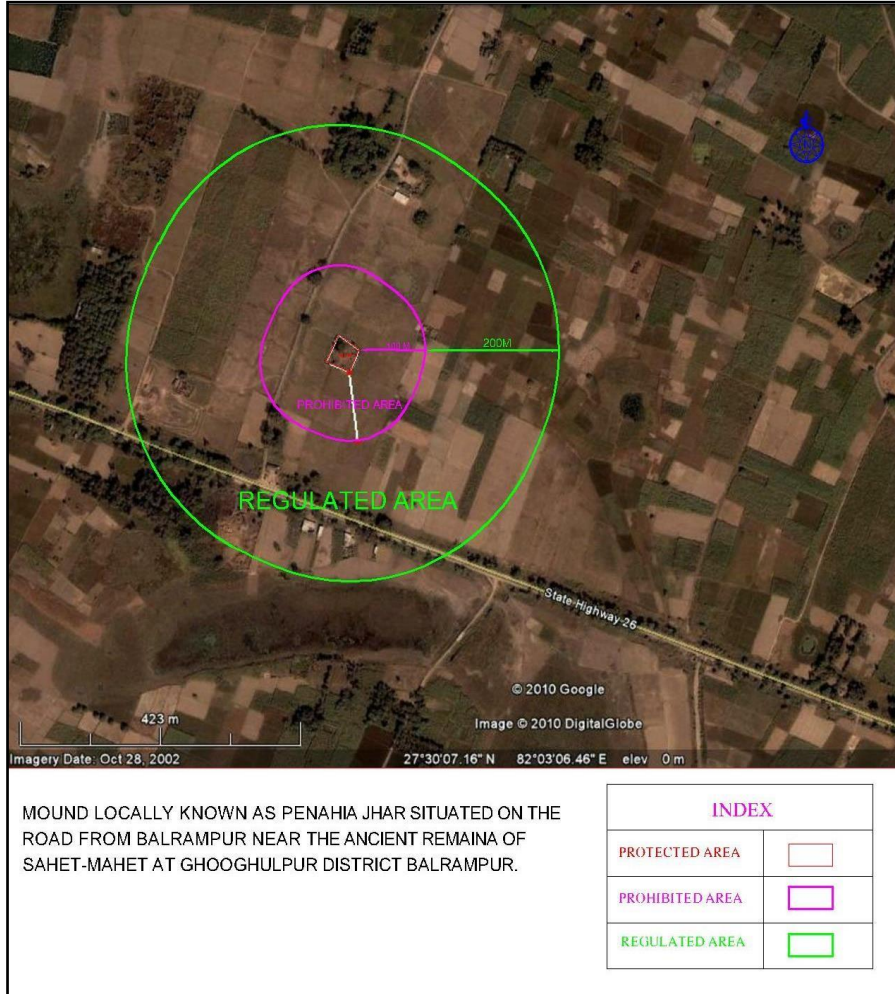 100 M
200M
PROHIBITED AREA
REGULATED AREA
State Highway 26
© 2010 Google
423 m
Image © 2010 DigitalGlobe
Imagery Date: Oct 28, 2002
27°30'07.16" N 82°03'06.46" E elev 0 m
MOUND LOCALLY KNOWN AS PENAHIA JHAR SITUATED ON THE
ROAD FROM BALRAMPUR NEAR THE ANCIENT REMAINA OF
SAHET-MAHET AT GHOOGHULPUR DISTRICT BALRAMPUR.
INDEX
PROTECTED AREA
PROHIBITED AREA
REGULATED AREA